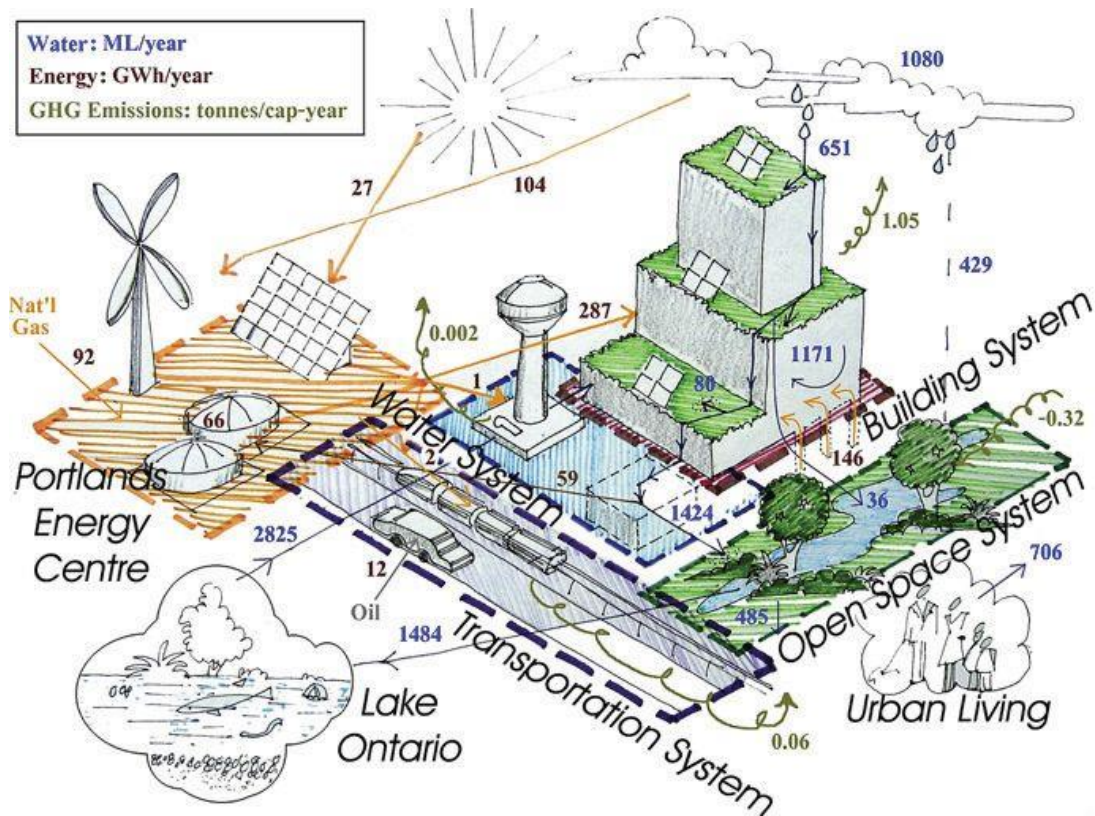 Water: ML/year
Energy: GWh/year
GHG Emissions: tonnes/cap-year
1080
651
27
104
1.05
429
Nat'l
Gas
92
0.002
287
1171
1
80
Building System
-0.32
66
Water System
2
59
146
Portlands
Energy
Centre
1424
36
2825
Open Space System
706
12
Oil
485
1484
Transportation System
Lake
Ontario
Urban Living
0.06